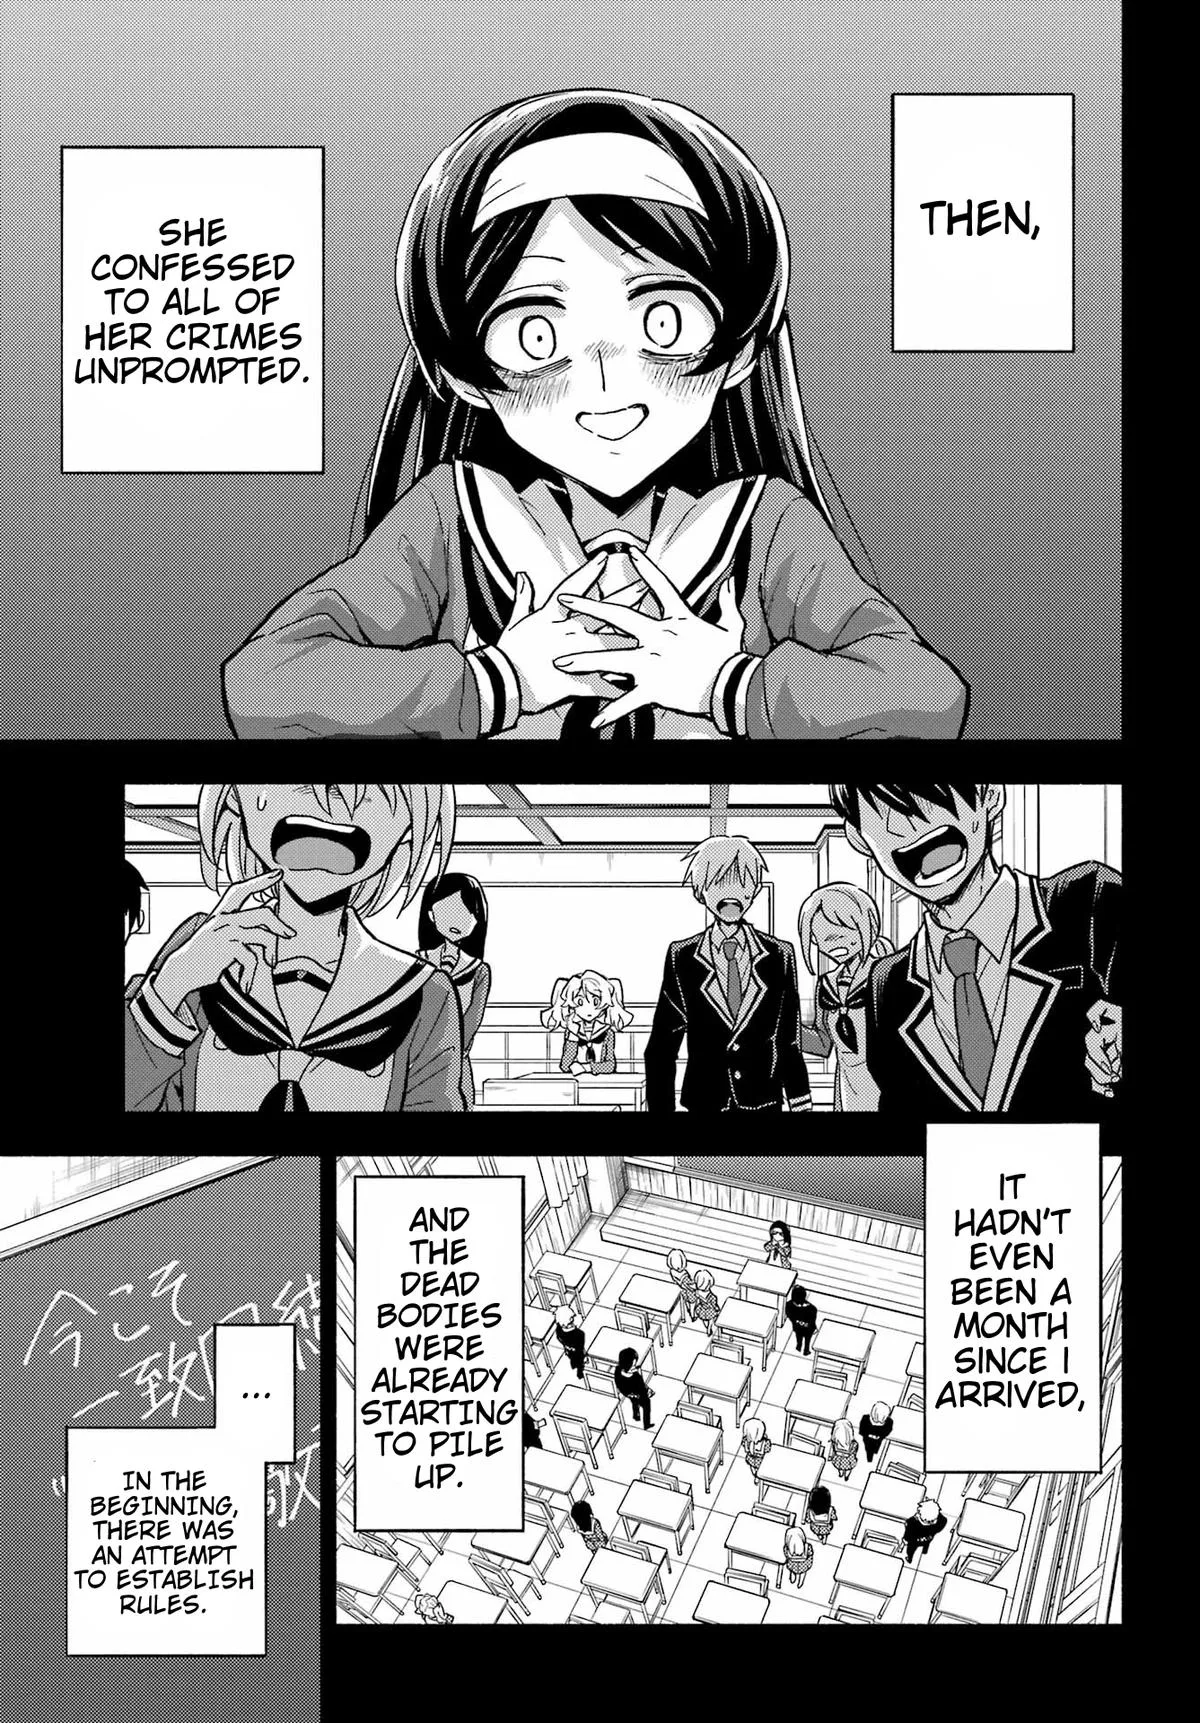 THEN,
SHE
CONFESSED
TO ALL OF
HER CRIMES
UNPROMPTED.
IT
HADN'T
EVEN
BEEN A
MONTH
SINCE I
ARRIVED,
AND
THE
DEAD
BODIES
WERE
ALREADY
STARTING
TO PILE
UP.
今こそ
一致団結
...
IN THE
BEGINNING,
THERE WAS
AN ATTEMPT
TO ESTABLISH
RULES.